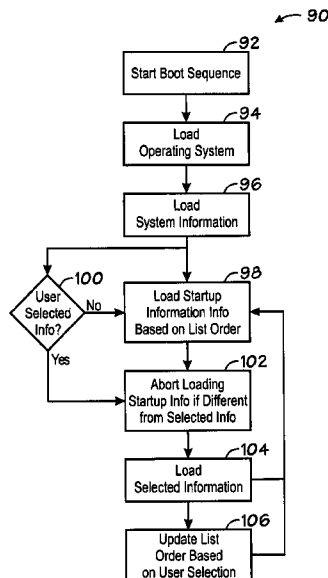 90
92
Start Boot Sequence
94
Load
Operating System
96
Load
System Information
100
User
Selected
Info?
No
Yes
98
Load Startup
Information Info
Based on List Order
102
Abort Loading
Startup Info if Different
from Selected Info
104
Load
Selected Information
106
Update List
Order Based
on User Selection